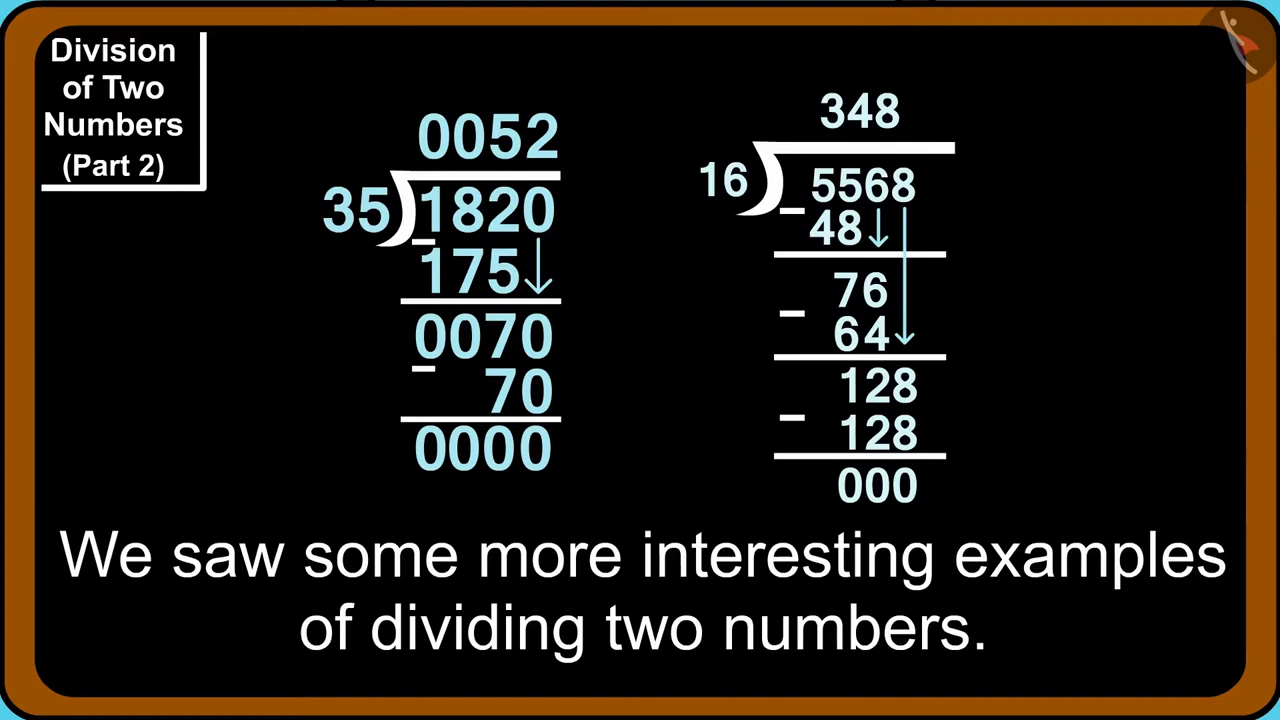 Division
of Two
Numbers
(Part 2)
0052
35 1820
- 175
0070
- 70
0000
348
16 5568
- 48
76
- 64
128
- 128
000
We saw some more interesting examples
of dividing two numbers.